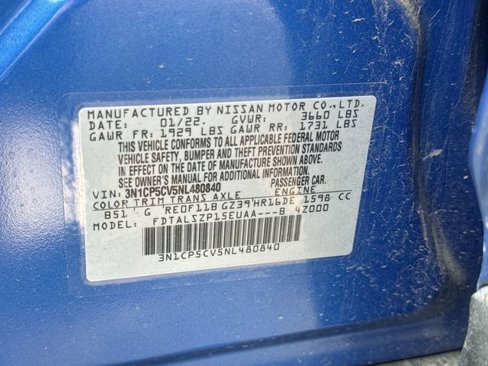 MANUFACTURED BY NISSAN MOTOR CO., LTD.
DATE: 01/22. GVWR: 3660 LBS
GAWR FR: 1929 LBS GAWR RR: 1731 LBS
THIS VEHICLE CONFORMS TO ALL APPLICABLE FEDERAL MOTOR
VEHICLE SAFETY, BUMPER AND THEFT PREVENTION STANDARDS
IN EFFECT ON THE DATE OF MANUFACTURE SHOWN ABOVE.
SEE OWNER'S MANUAL FOR ADDITIONAL INFORMATION.
VIN: 3N1CP5CV5NL480840 PASSENGER CAR.
COLOR TRIM TRANS AXLE ENGINE
B51 G RE0F11B GZ39 HR16DE 1598 CC
MODEL: FDTALSZP15EUAA---B 4Z000
3N1CP5CV5NL480840